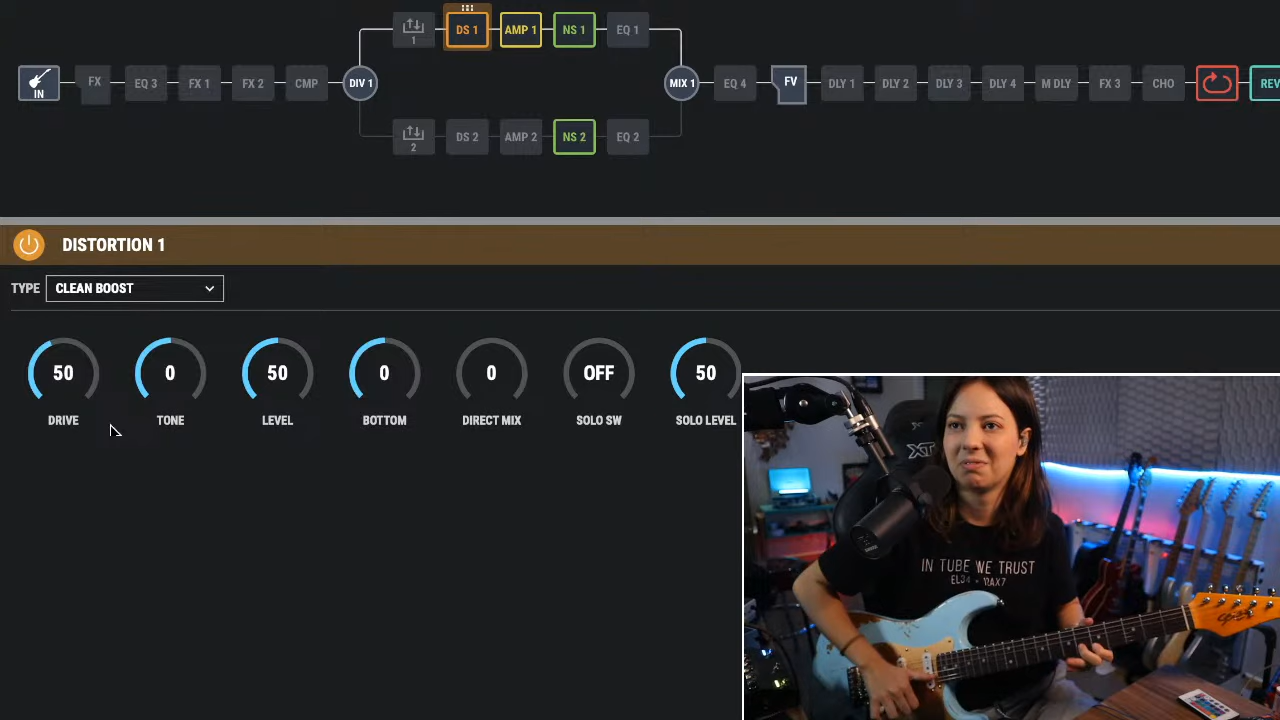 DS 1 AMP 1 NS 1 EQ 1
1
IN FX EQ 3 FX 1 FX 2 CMP DIV 1 MIX 1 EQ 4 FV DLY 1 DLY 2 DLY 3 DLY 4 M DLY FX 3 CHO REV
DS 2 AMP 2 NS 2 EQ 2
2
DISTORTION 1
TYPE CLEAN BOOST
50 0 50 0 0 OFF 50
DRIVE TONE LEVEL BOTTOM DIRECT MIX SOLO SW SOLO LEVEL
IN TUBE WE TRUST
EL34 + 12AX7